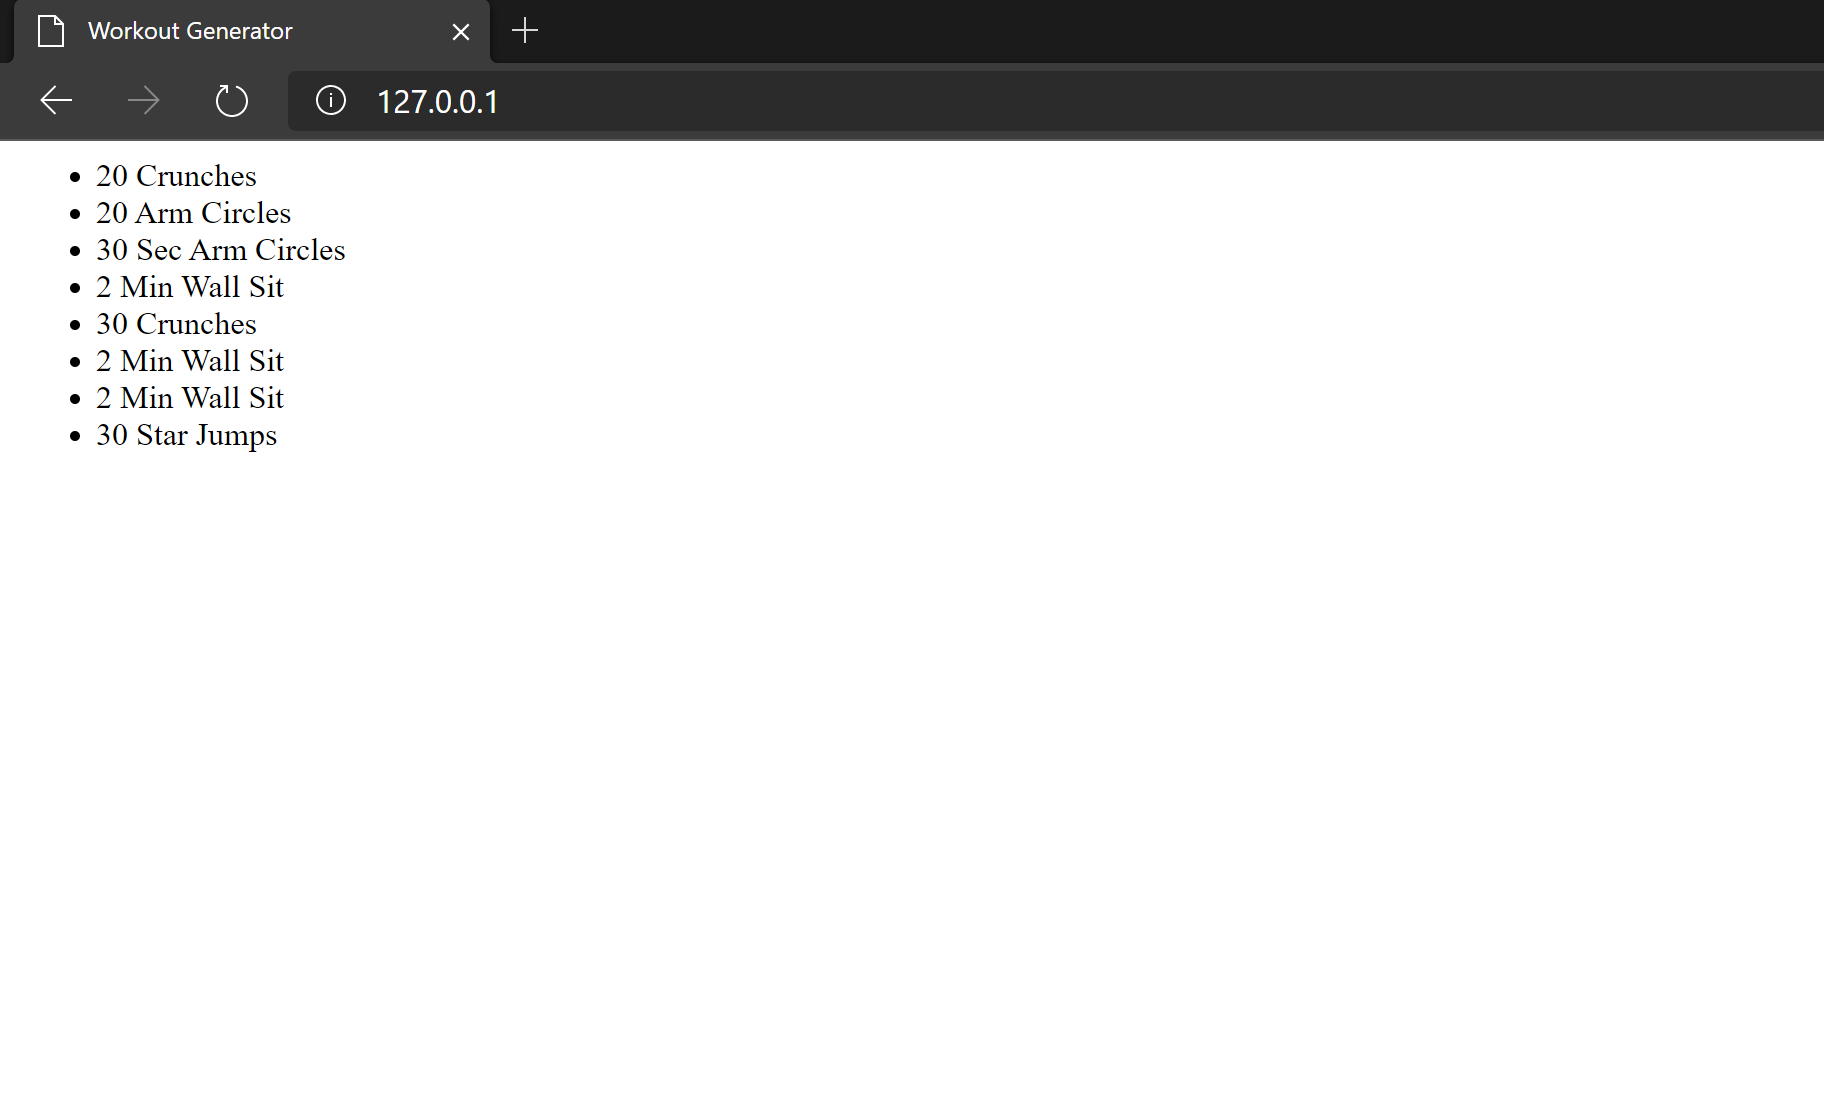 Workout Generator
127.0.0.1
20 Crunches
20 Arm Circles
30 Sec Arm Circles
2 Min Wall Sit
30 Crunches
2 Min Wall Sit
2 Min Wall Sit
30 Star Jumps